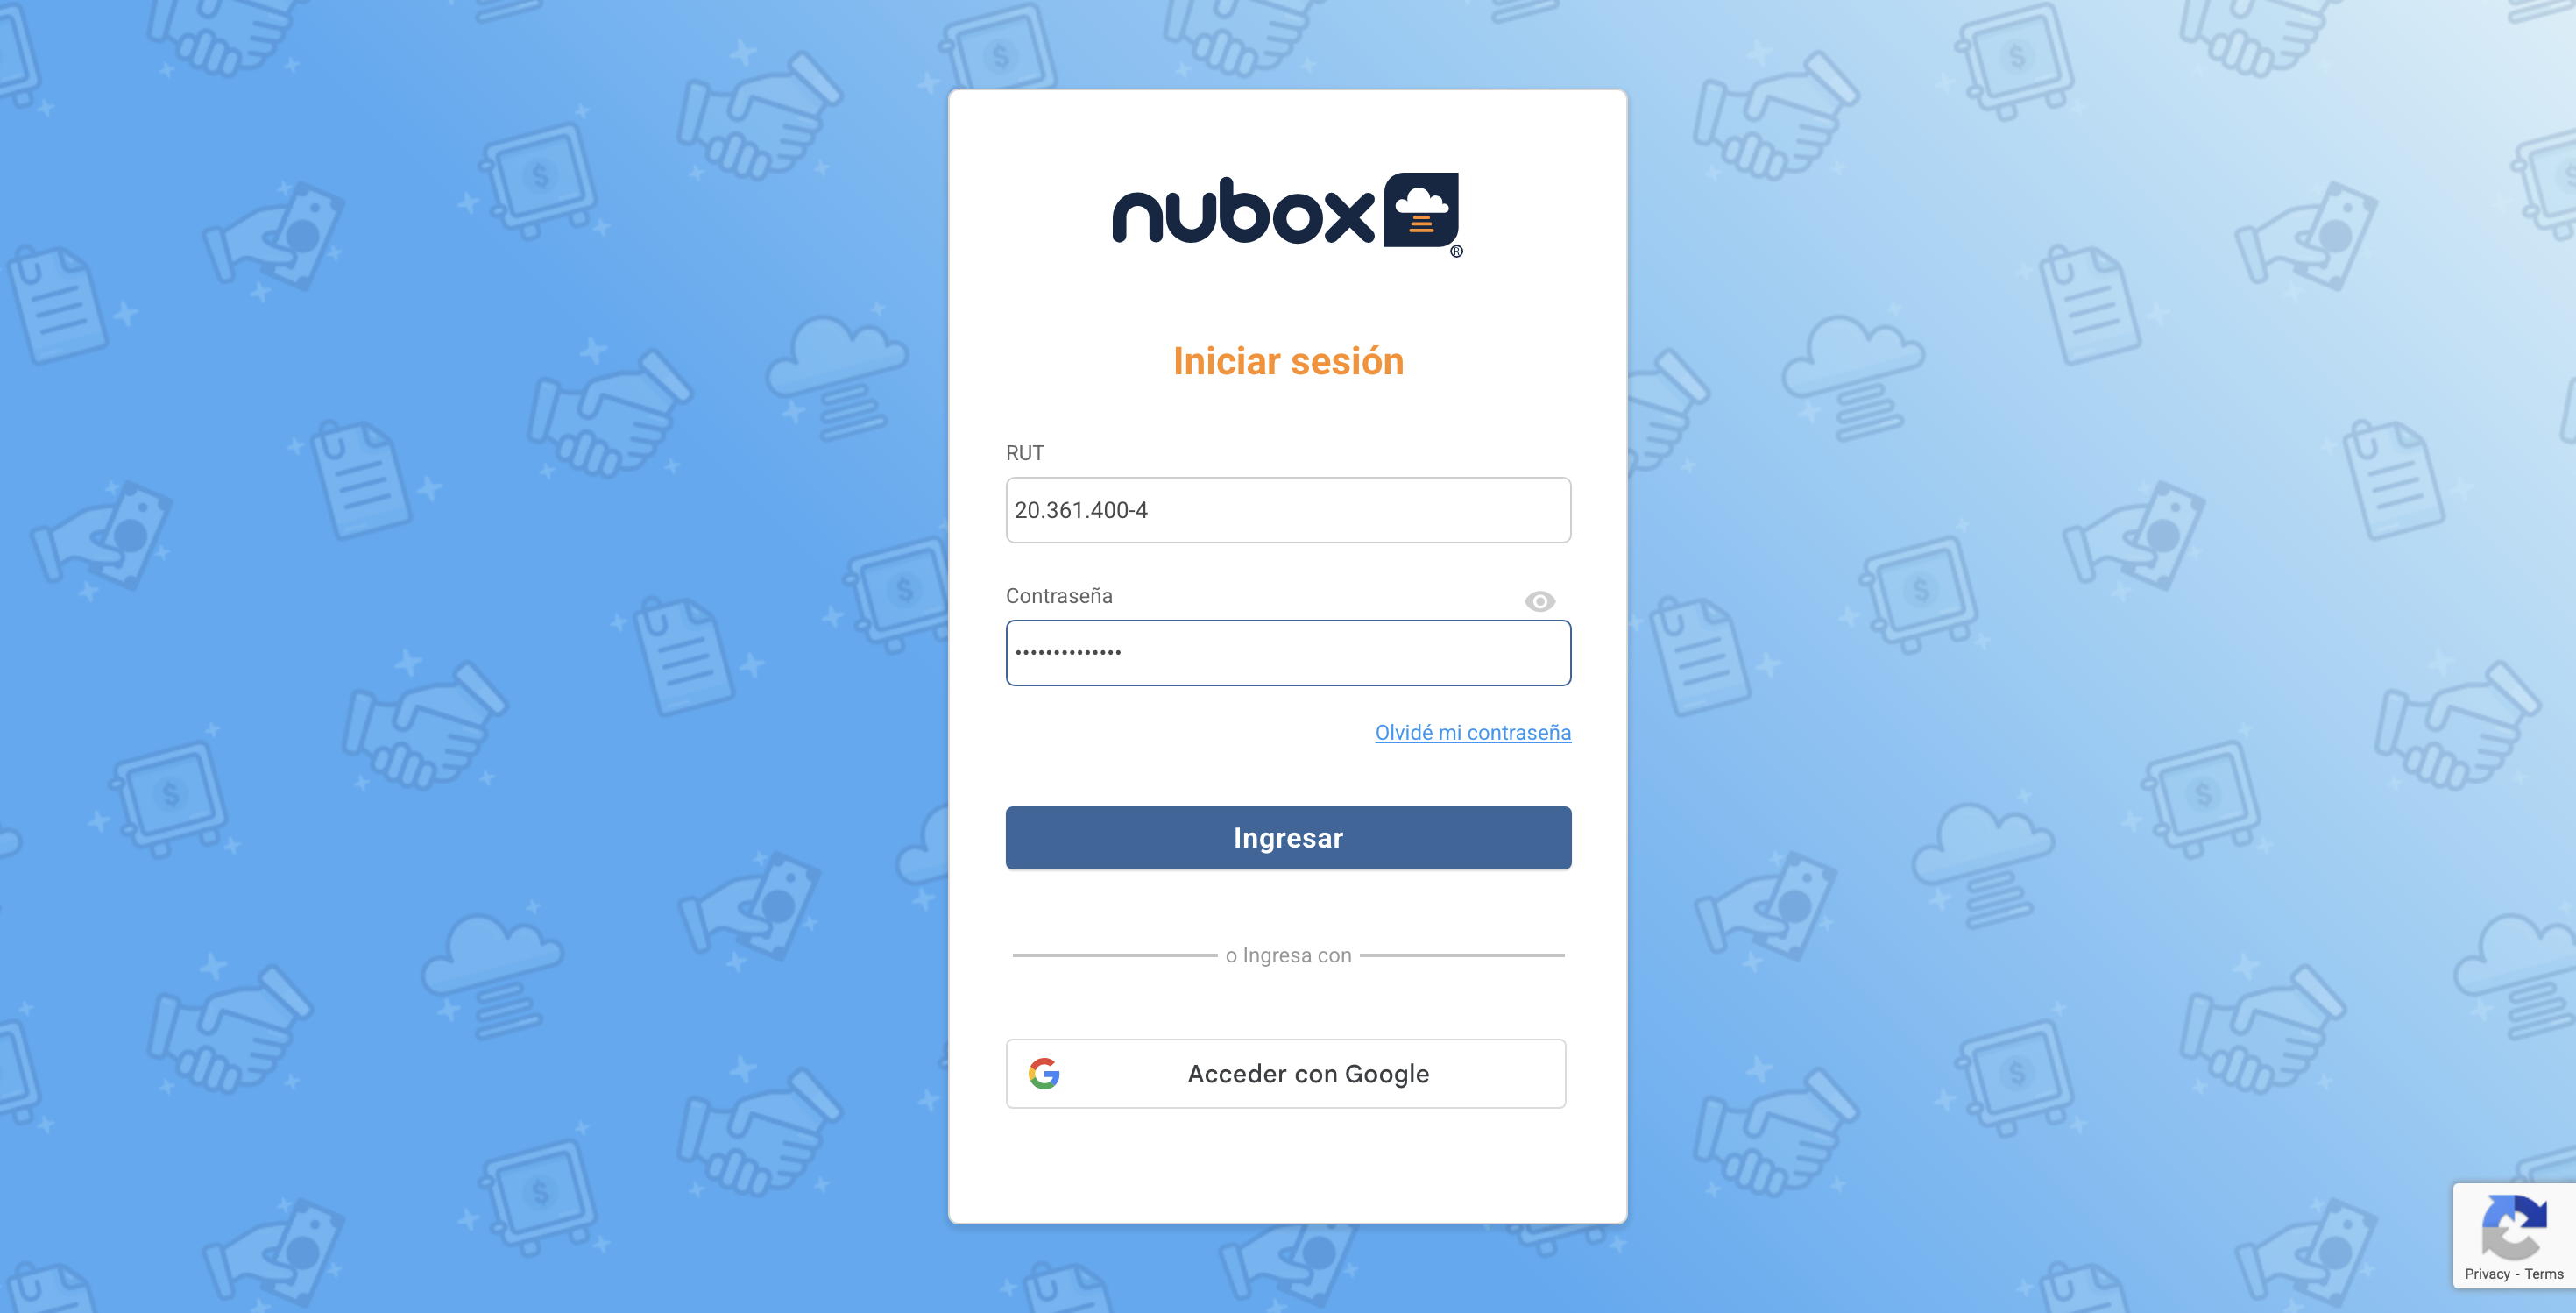 nubox
®
Iniciar sesión
RUT
20.361.400-4
Contraseña
••••••••••••••
Olvidé mi contraseña
Ingresar
o Ingresa con
Acceder con Google
Privacy - Terms